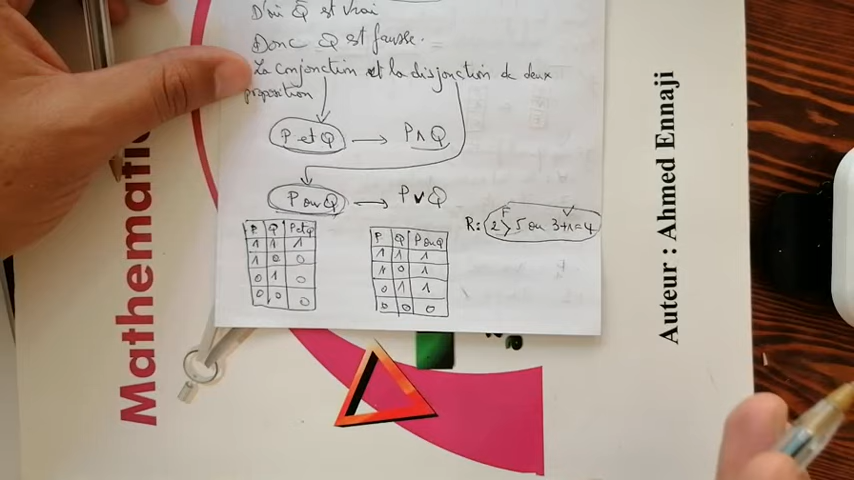 D'où Q̄ est vrai
Donc Q est fausse.
La conjonction et la disjonction de deux
proposition
P et Q → P∧Q
P ou Q → P∨Q
R: 2 > 5 ou 3+1=4
F ✓
P Q P et Q
1 1 1
1 0 0
0 1 0
0 0 0
P Q P ou Q
1 1 1
1 0 1
0 1 1
0 0 0
Mathémati
Auteur : Ahmed Ennaji